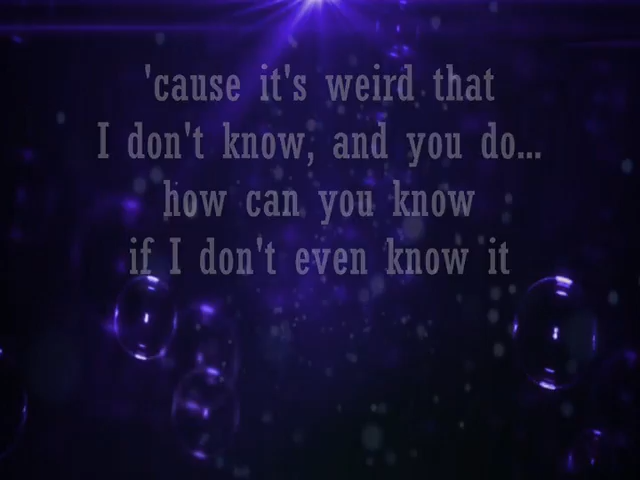 'cause it's weird that
I don't know, and you do...
how can you know
if I don't even know it